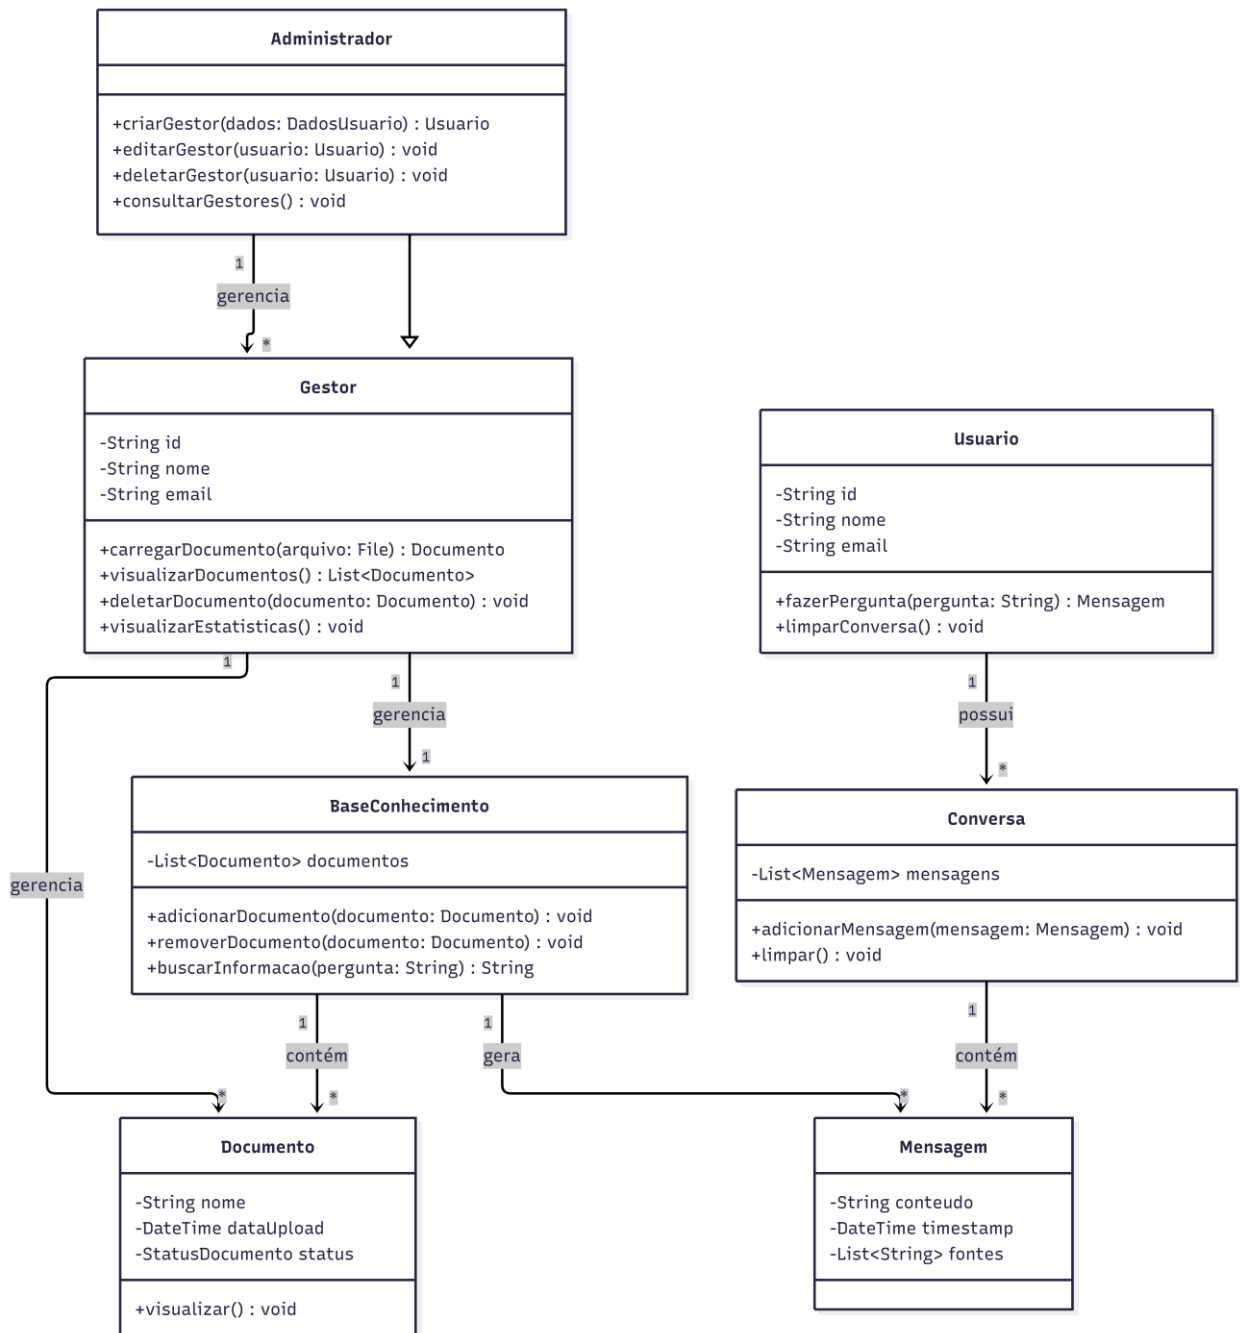 Administrador
+criarGestor(dados: DadosUsuario) : Usuario
+editarGestor(usuario: Usuario) : void
+deletarGestor(usuario: Usuario) : void
+consultarGestores() : void
1
gerencia
*
Gestor
-String id
-String nome
-String email
+carregarDocumento(arquivo: File) : Documento
+visualizarDocumentos() : List<Documento>
+deletarDocumento(documento: Documento) : void
+visualizarEstatisticas() : void
Usuario
-String id
-String nome
-String email
+fazerPergunta(pergunta: String) : Mensagem
+limparConversa() : void
1
1
gerencia
1
1
possui
*
gerencia
BaseConhecimento
-List<Documento> documentos
+adicionarDocumento(documento: Documento) : void
+removerDocumento(documento: Documento) : void
+buscarInformacao(pergunta: String) : String
Conversa
-List<Mensagem> mensagens
+adicionarMensagem(mensagem: Mensagem) : void
+limpar() : void
1
contém
*
*
1
gera
*
1
contém
*
Documento
-String nome
-DateTime dataUpload
-StatusDocumento status
+visualizar() : void
Mensagem
-String conteudo
-DateTime timestamp
-List<String> fontes